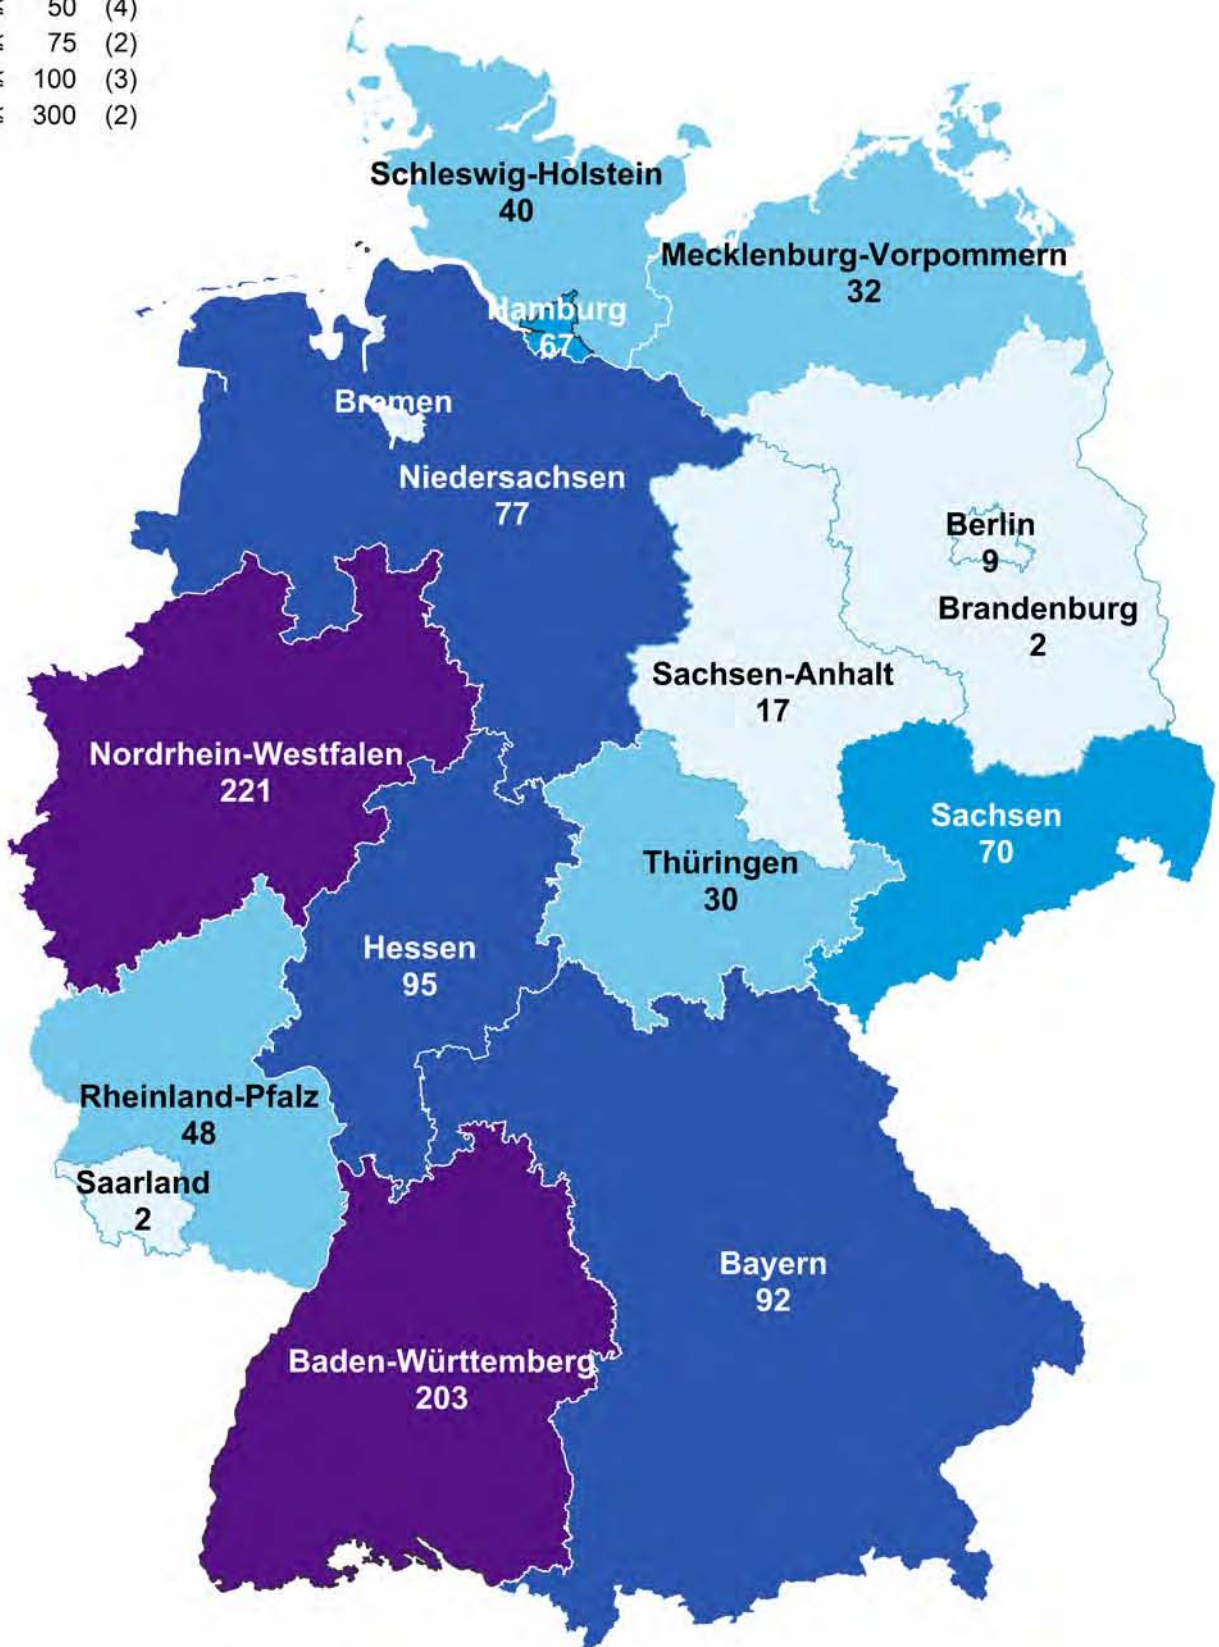 ≤ 50 (4)
≤ 75 (2)
≤ 100 (3)
≤ 300 (2)
Schleswig-Holstein
40
Mecklenburg-Vorpommern
32
Hamburg
67
Bremen
Niedersachsen
77
Berlin
9
Brandenburg
2
Sachsen-Anhalt
17
Nordrhein-Westfalen
221
Sachsen
70
Thüringen
30
Hessen
95
Rheinland-Pfalz
48
Saarland
2
Bayern
92
Baden-Württemberg
203